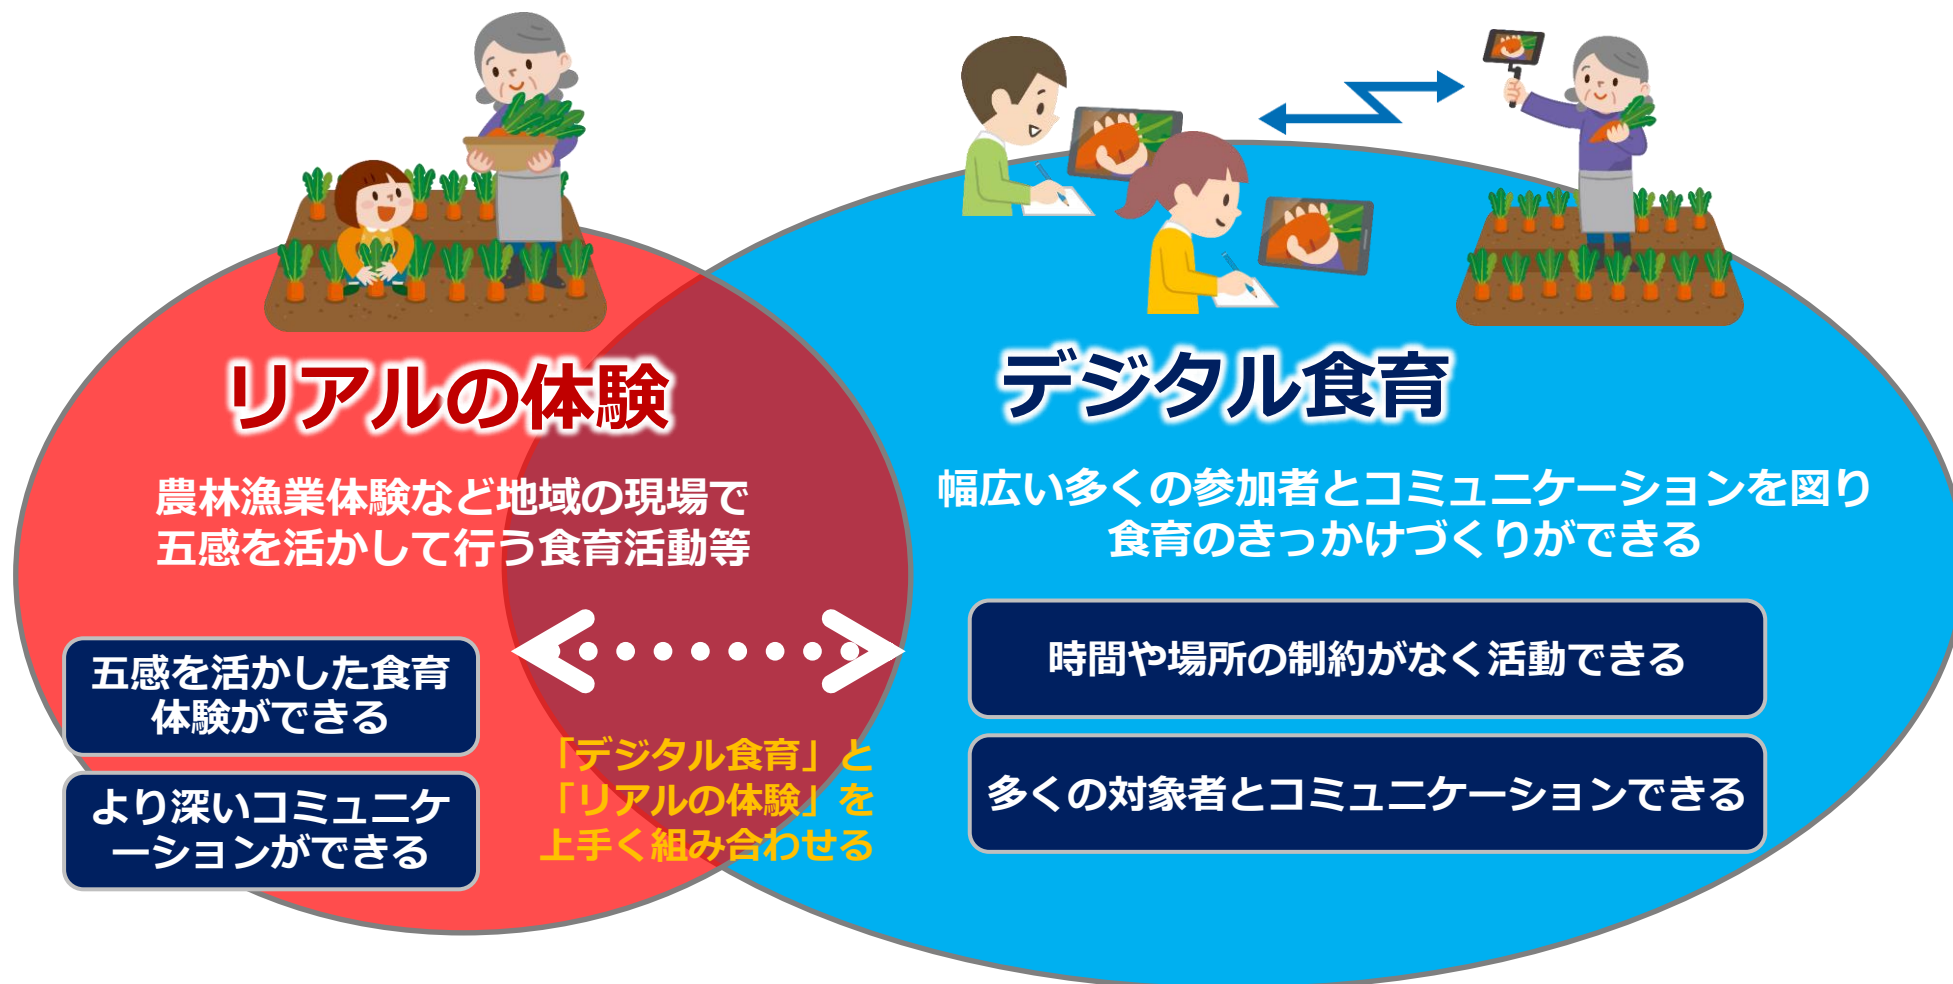 リアルの体験
農林漁業体験など地域の現場で
五感を活かして行う食育活動等
五感を活かした食育
体験ができる
より深いコミュニケ
ーションができる
「デジタル食育」と
「リアルの体験」を
上手く組み合わせる
デジタル食育
幅広い多くの参加者とコミュニケーションを図り
食育のきっかけづくりができる
時間や場所の制約がなく活動できる
多くの対象者とコミュニケーションできる